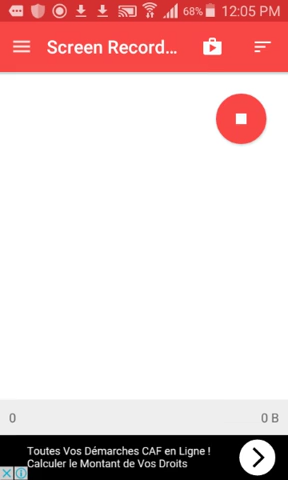 68% 12:05 PM
Screen Record...
0 0 B
Toutes Vos Démarches CAF en Ligne !
Calculer le Montant de Vos Droits